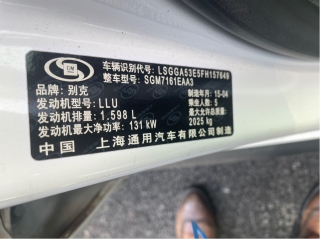 车辆识别代号: LSGGA53E5FH157649
整车型号: SGM7161EAA3
品牌: 别克
制造年月: 15-04
发动机型号: LLU
乘坐人数: 5
发动机排量: 1.598 L
最大允许总质量: 2025 kg
发动机最大净功率: 131 kW
中国 上海通用汽车有限公司制造